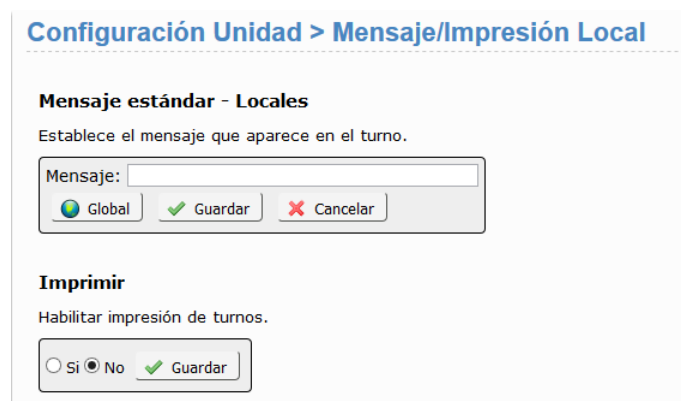 Configuración Unidad > Mensaje/Impresión Local
Mensaje estándar - Locales
Establece el mensaje que aparece en el turno.
Mensaje:
Global Guardar Cancelar
Imprimir
Habilitar impresión de turnos.
Si No Guardar